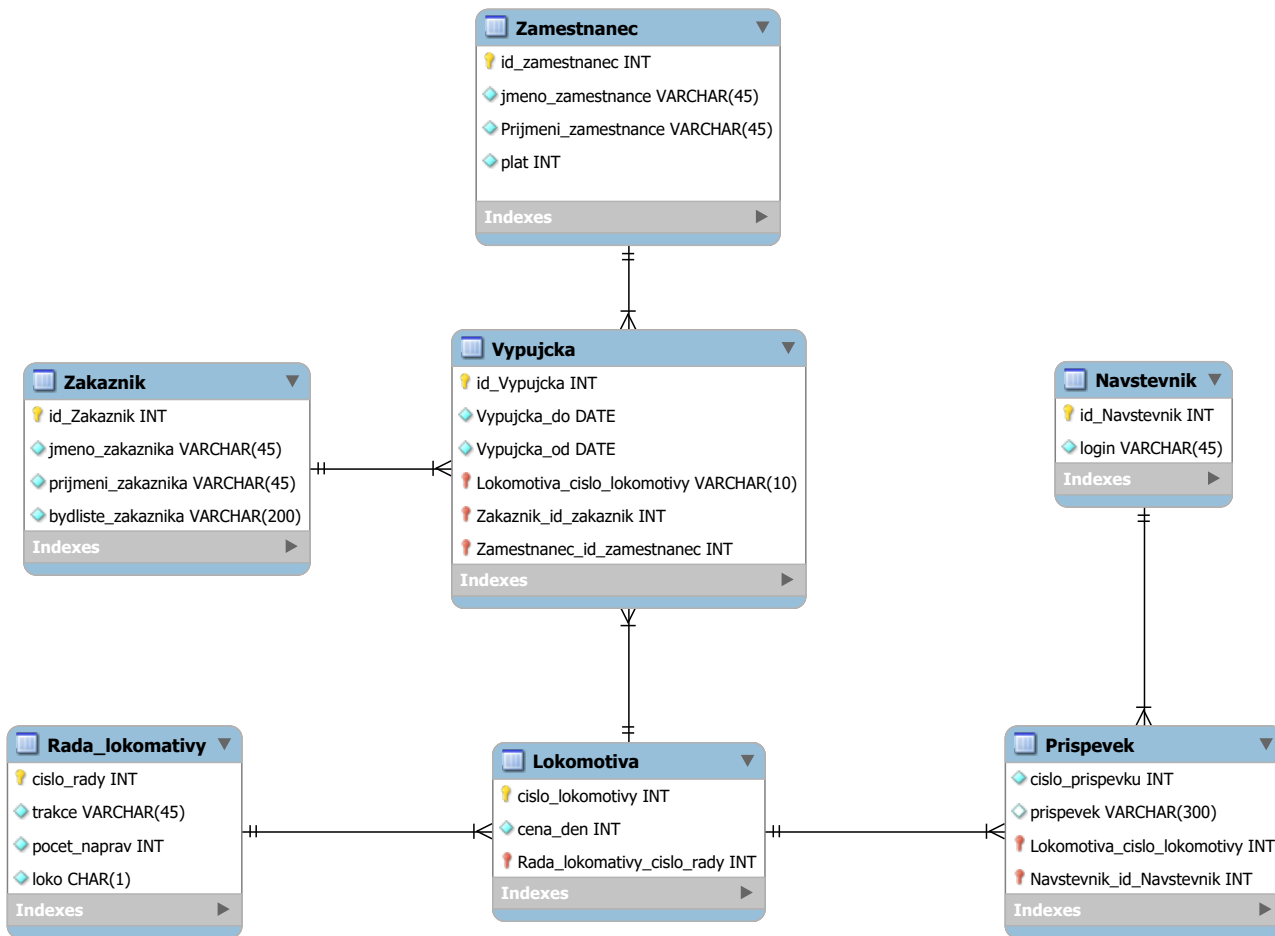 Zamestnanec
id_zamestnanec INT
jmeno_zamestnance VARCHAR(45)
Prijmeni_zamestnance VARCHAR(45)
plat INT
Indexes
Vypujcka
id_Vypujcka INT
Vypujcka_do DATE
Vypujcka_od DATE
Lokomotiva_cislo_lokomotivy VARCHAR(10)
Zakaznik_id_zakaznik INT
Zamestnanec_id_zamestnanec INT
Indexes
Zakaznik
id_Zakaznik INT
jmeno_zakaznika VARCHAR(45)
prijmeni_zakaznika VARCHAR(45)
bydliste_zakaznika VARCHAR(200)
Indexes
Navstevnik
id_Navstevnik INT
login VARCHAR(45)
Indexes
Rada_lokomativy
cislo_rady INT
trakce VARCHAR(45)
pocet_naprav INT
loko CHAR(1)
Indexes
Lokomotiva
cislo_lokomotivy INT
cena_den INT
Rada_lokomativy_cislo_rady INT
Indexes
Prispevek
cislo_prispevku INT
prispevek VARCHAR(300)
Lokomotiva_cislo_lokomotivy INT
Navstevnik_id_Navstevnik INT
Indexes